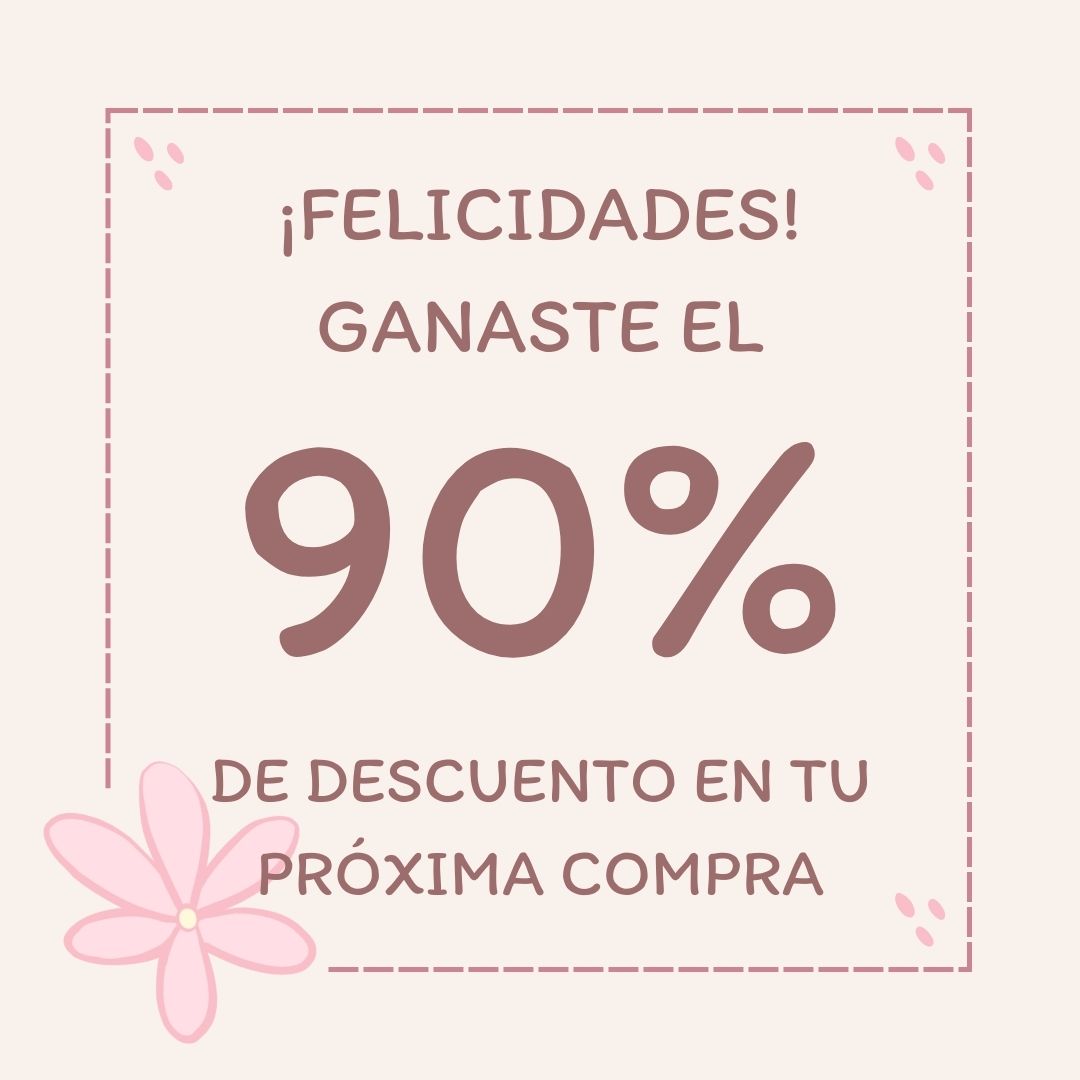 ¡FELICIDADES!
GANASTE EL
90%
DE DESCUENTO EN TU
PRÓXIMA COMPRA